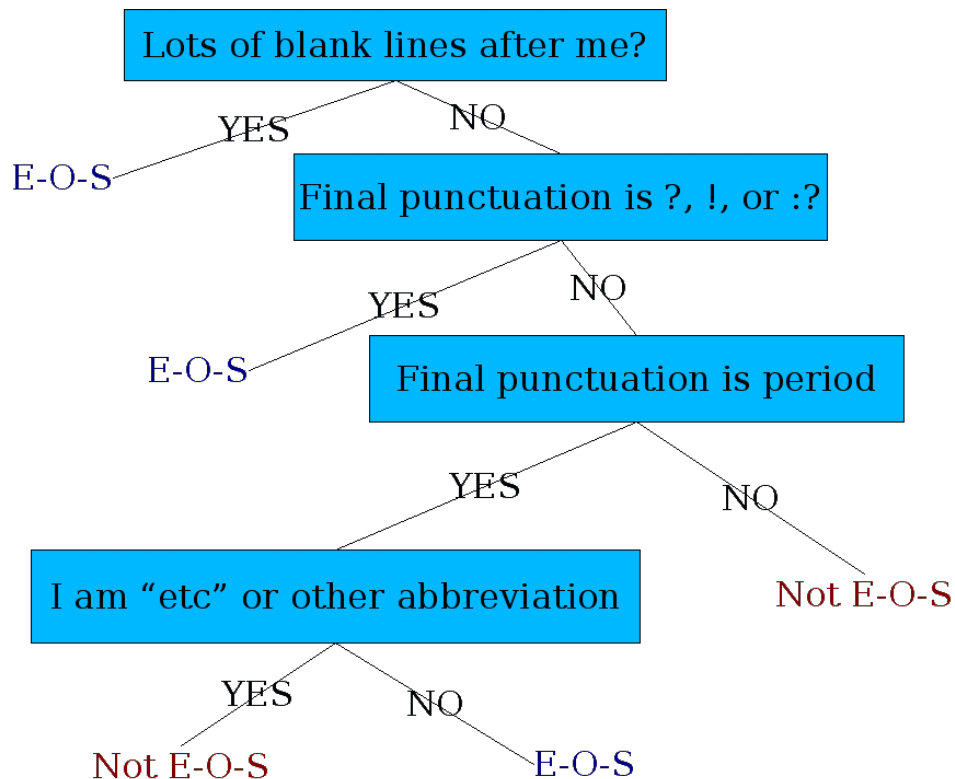 Lots of blank lines after me?
YES
NO
E-O-S
Final punctuation is ?, !, or :?
YES
NO
E-O-S
Final punctuation is period
YES
NO
I am “etc” or other abbreviation
Not E-O-S
YES
NO
Not E-O-S
E-O-S